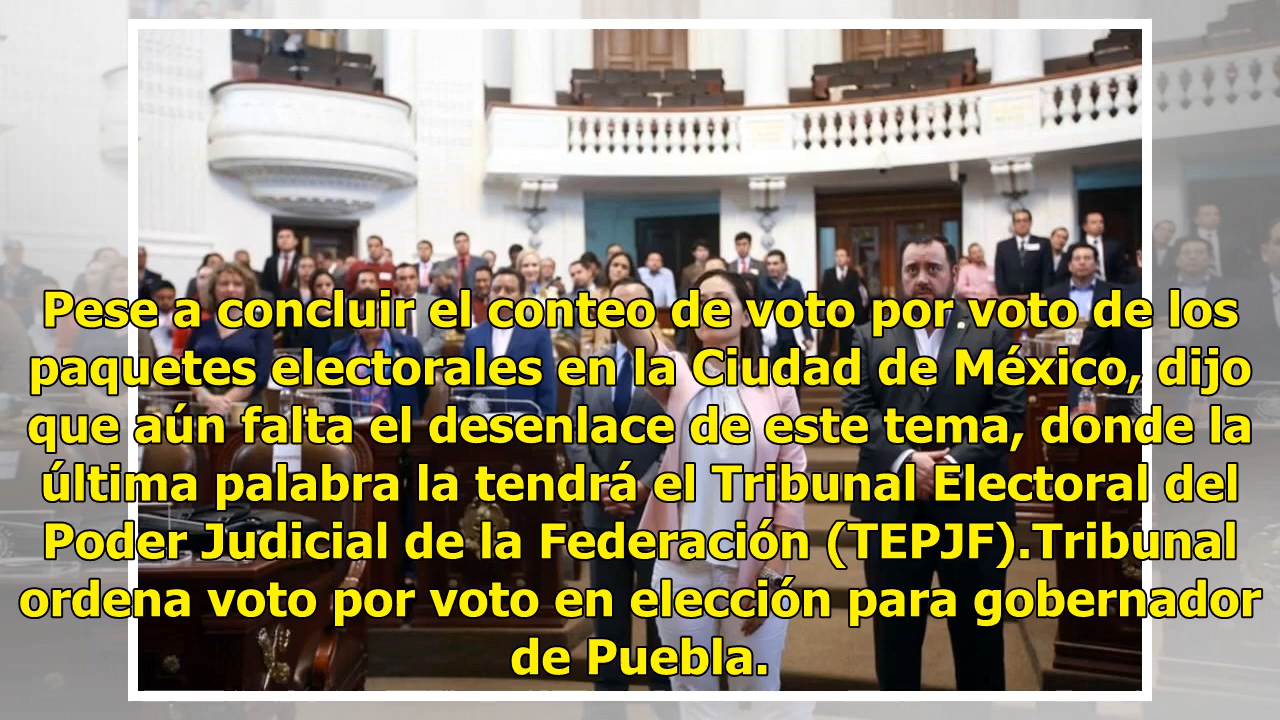 Pese a concluir el conteo de voto por voto de los
paquetes electorales en la Ciudad de México, dijo
que aún falta el desenlace de este tema, donde la
última palabra la tendrá el Tribunal Electoral del
Poder Judicial de la Federación (TEPJF).Tribunal
ordena voto por voto en elección para gobernador
de Puebla.